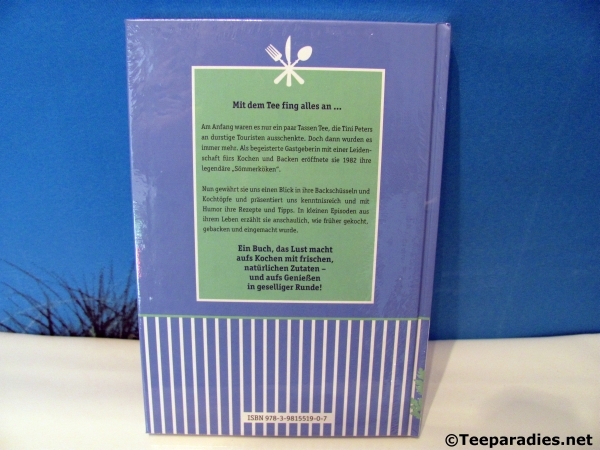 Mit dem Tee fing alles an ...
Am Anfang waren es nur ein paar Tassen Tee, die Tini Peters
an durstige Touristen ausschenkte. Doch dann wurden es
immer mehr. Als begeisterte Gastgeberin mit einer Leiden-
schaft fürs Kochen und Backen eröffnete sie 1982 ihre
legendäre „Sömmerköken“.
Nun gewährt sie uns einen Blick in ihre Backschüsseln und
Kochtöpfe und präsentiert uns kenntnisreich und mit
Humor ihre Rezepte und Tipps. In kleinen Episoden aus
ihrem Leben erzählt sie anschaulich, wie früher gekocht,
gebacken und eingemacht wurde.
Ein Buch, das Lust macht
aufs Kochen mit frischen,
natürlichen Zutaten –
und aufs Genießen
in geselliger Runde!
ISBN 978-3-9815519-0-7
©Teeparadies.net